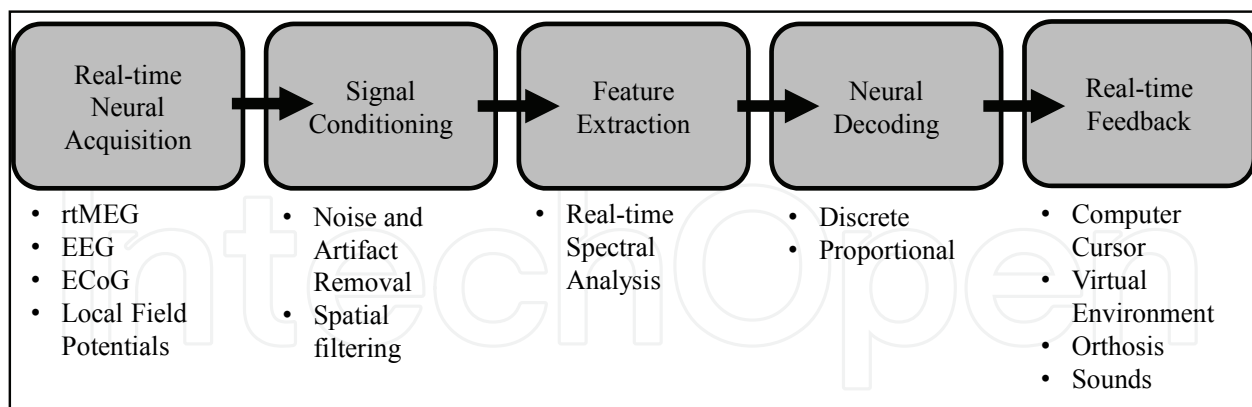 Real-time
Neural
Acquisition
Signal
Conditioning
Feature
Extraction
Neural
Decoding
Real-time
Feedback
• rtMEG
• EEG
• ECoG
• Local Field
Potentials
• Noise and
Artifact
Removal
• Spatial
filtering
• Real-time
Spectral
Analysis
• Discrete
• Proportional
• Computer
Cursor
• Virtual
Environment
• Orthosis
• Sounds
IntechOpen